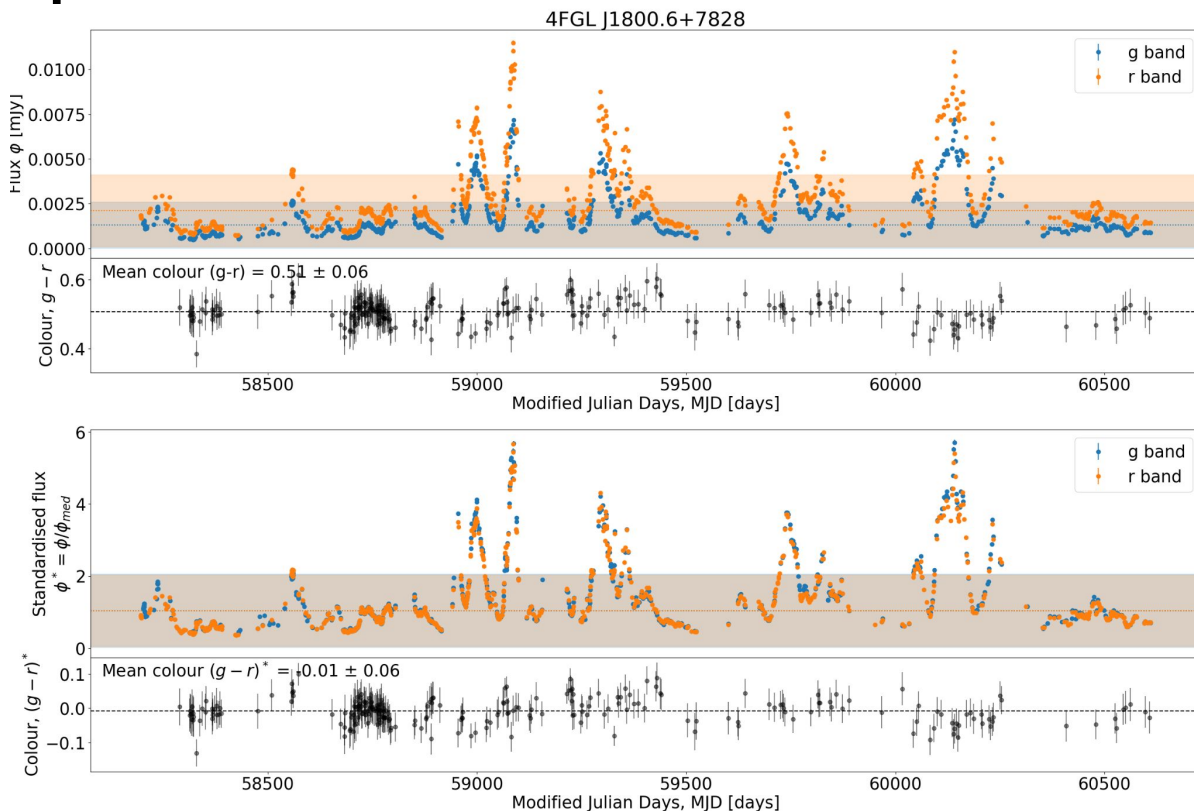 4FGL J1800.6+7828
Flux φ [mJy]
0.0100
0.0075
0.0050
0.0025
0.0000
g band
r band
Mean colour (g-r) = 0.51 ± 0.06
Colour, g − r
0.6
0.4
58500 59000 59500 60000 60500
Modified Julian Days, MJD [days]
Standardised flux
ϕ* = ϕ/ϕmed
6
4
2
0
g band
r band
Mean colour (g − r)* = -0.01 ± 0.06
Colour, (g − r)*
0.1
0.0
−0.1
58500 59000 59500 60000 60500
Modified Julian Days, MJD [days]